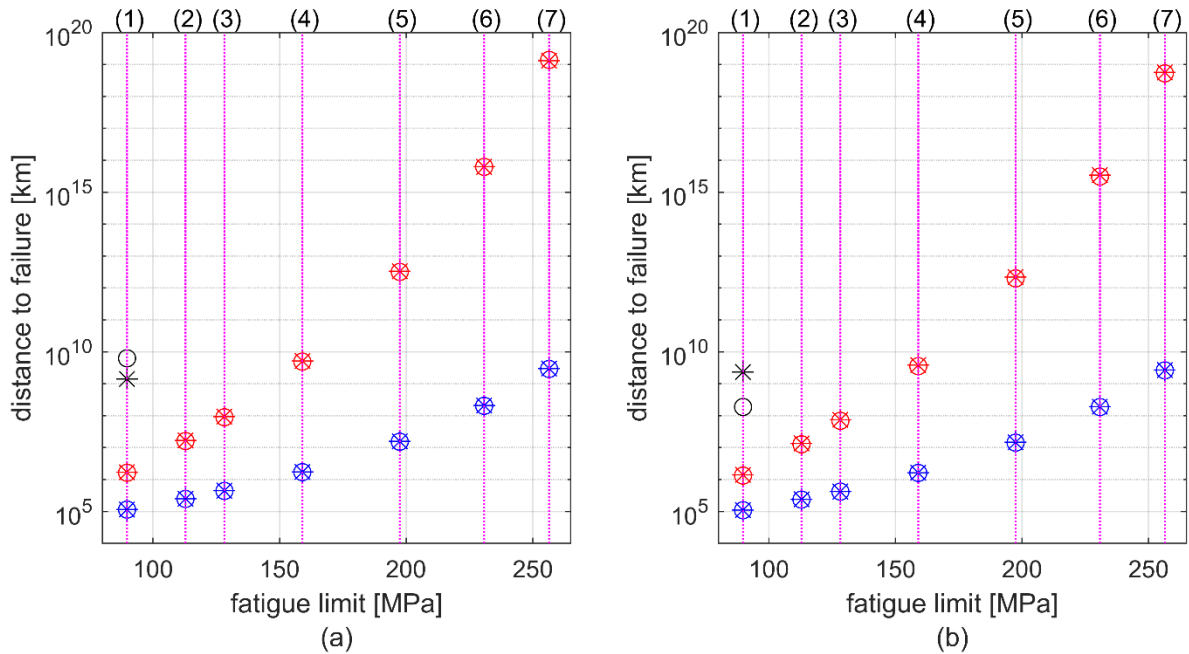 (1) (2) (3) (4) (5) (6) (7)
10^20
10^15
10^10
10^5
distance to failure [km]
100 150 200 250
fatigue limit [MPa]
(a)
(1) (2) (3) (4) (5) (6) (7)
10^20
10^15
10^10
10^5
distance to failure [km]
100 150 200 250
fatigue limit [MPa]
(b)